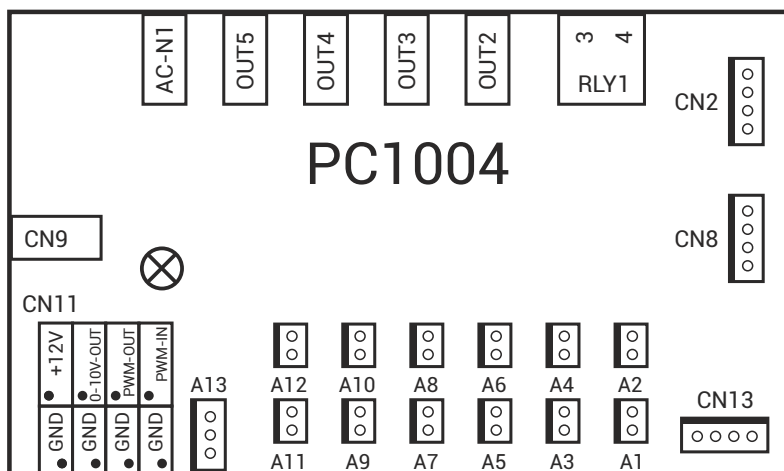 AC-N1
OUT5
OUT4
OUT3
OUT2
3
4
RLY1
CN2
PC1004
CN9
CN8
CN11
+12V
0-10V-OUT
PWM-OUT
PWM-IN
GND
GND
GND
GND
A13
A12
A10
A8
A6
A4
A2
CN13
A11
A9
A7
A5
A3
A1